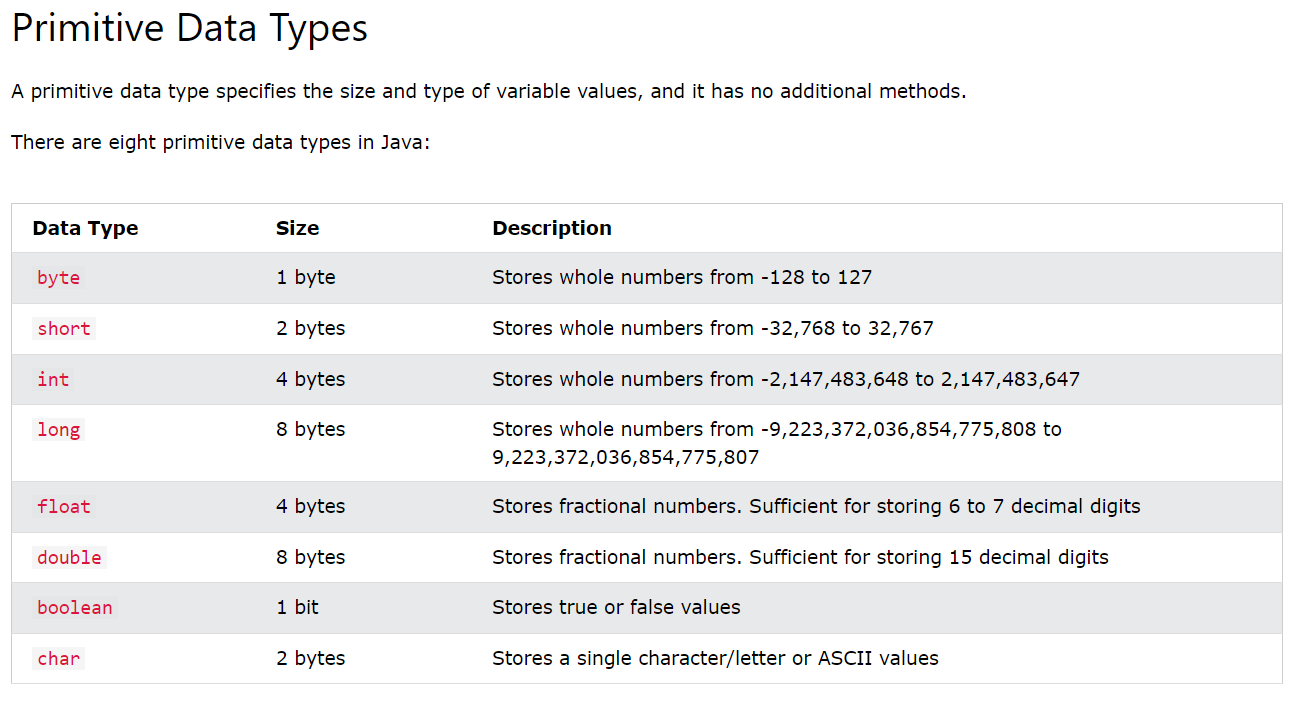 Primitive Data Types
A primitive data type specifies the size and type of variable values, and it has no additional methods.
There are eight primitive data types in Java:
Data Type Size Description
byte 1 byte Stores whole numbers from -128 to 127
short 2 bytes Stores whole numbers from -32,768 to 32,767
int 4 bytes Stores whole numbers from -2,147,483,648 to 2,147,483,647
long 8 bytes Stores whole numbers from -9,223,372,036,854,775,808 to
9,223,372,036,854,775,807
float 4 bytes Stores fractional numbers. Sufficient for storing 6 to 7 decimal digits
double 8 bytes Stores fractional numbers. Sufficient for storing 15 decimal digits
boolean 1 bit Stores true or false values
char 2 bytes Stores a single character/letter or ASCII values